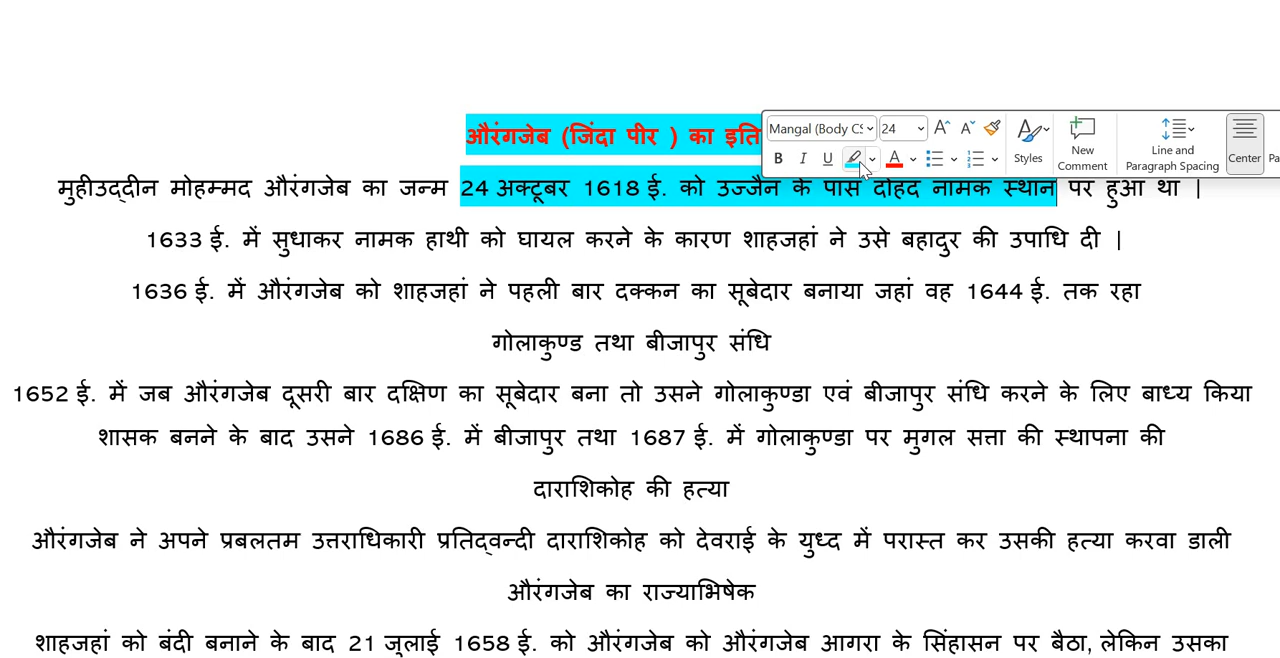 औरंगजेब (जिंदा पीर ) का इति
Mangal (Body CS
24
B I U
A
Styles
New Comment
Line and Paragraph Spacing
Center
मुहीउद्दीन मोहम्मद औरंगजेब का जन्म 24 अक्टूबर 1618 ई. को उज्जैन के पास दोहद नामक स्थान पर हुआ था |
1633 ई. में सुधाकर नामक हाथी को घायल करने के कारण शाहजहां ने उसे बहादुर की उपाधि दी |
1636 ई. में औरंगजेब को शाहजहां ने पहली बार दक्कन का सूबेदार बनाया जहां वह 1644 ई. तक रहा
गोलाकुण्ड तथा बीजापुर संधि
1652 ई. में जब औरंगजेब दूसरी बार दक्षिण का सूबेदार बना तो उसने गोलाकुण्डा एवं बीजापुर संधि करने के लिए बाध्य किया
शासक बनने के बाद उसने 1686 ई. में बीजापुर तथा 1687 ई. में गोलाकुण्डा पर मुगल सत्ता की स्थापना की
दाराशिकोह की हत्या
औरंगजेब ने अपने प्रबलतम उत्तराधिकारी प्रतिद्वन्दी दाराशिकोह को देवराई के युध्द में परास्त कर उसकी हत्या करवा डाली
औरंगजेब का राज्याभिषेक
शाहजहां को बंदी बनाने के बाद 21 जुलाई 1658 ई. को औरंगजेब को औरंगजेब आगरा के सिंहासन पर बैठा, लेकिन उसका